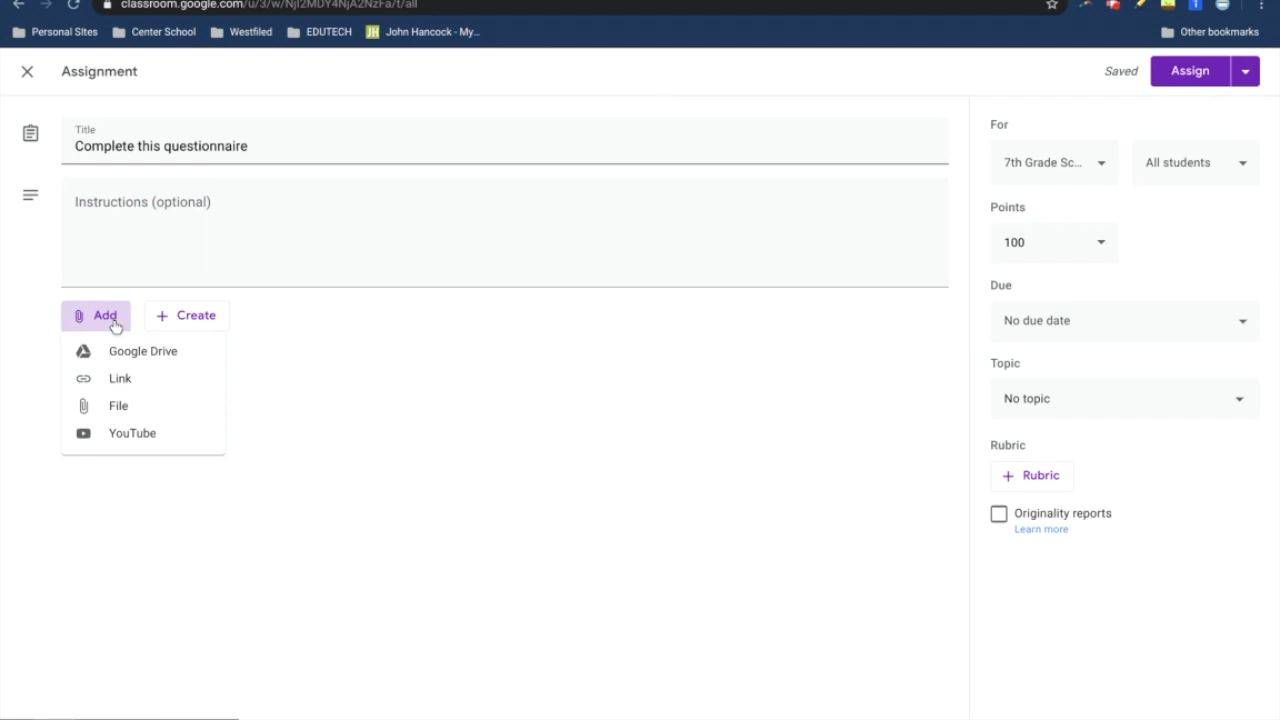 classroom.google.com/u/3/w/NjI2MDY4NjA2NzFa/t/all
Personal SItes Center School Westfiled EDUTECH John Hancock - My... Other bookmarks
Assignment Saved Assign
Title
Complete this questionnaire
Instructions (optional)
Add Create
Google Drive
Link
File
YouTube
For
7th Grade Sc... All students
Points
100
Due
No due date
Topic
No topic
Rubric
Rubric
Originality reports
Learn more